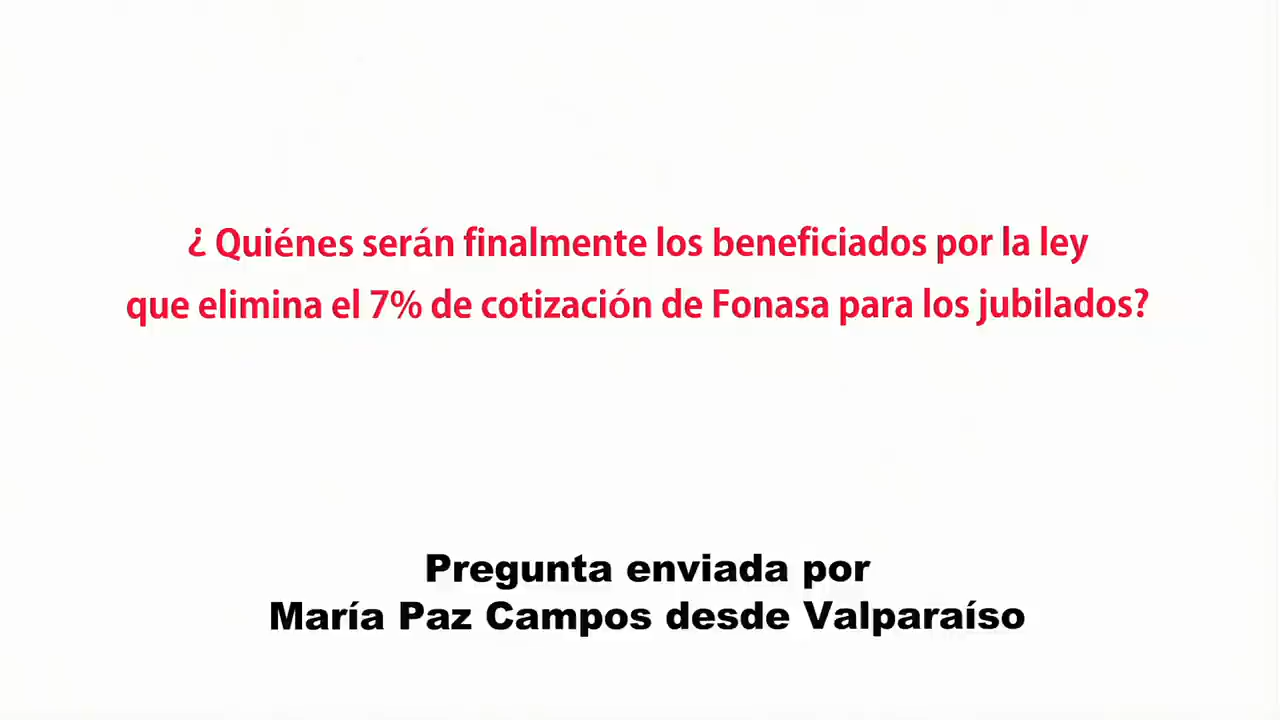 ¿ Quiénes serán finalmente los beneficiados por la ley
que elimina el 7% de cotización de Fonasa para los jubilados?
Pregunta enviada por
María Paz Campos desde Valparaíso